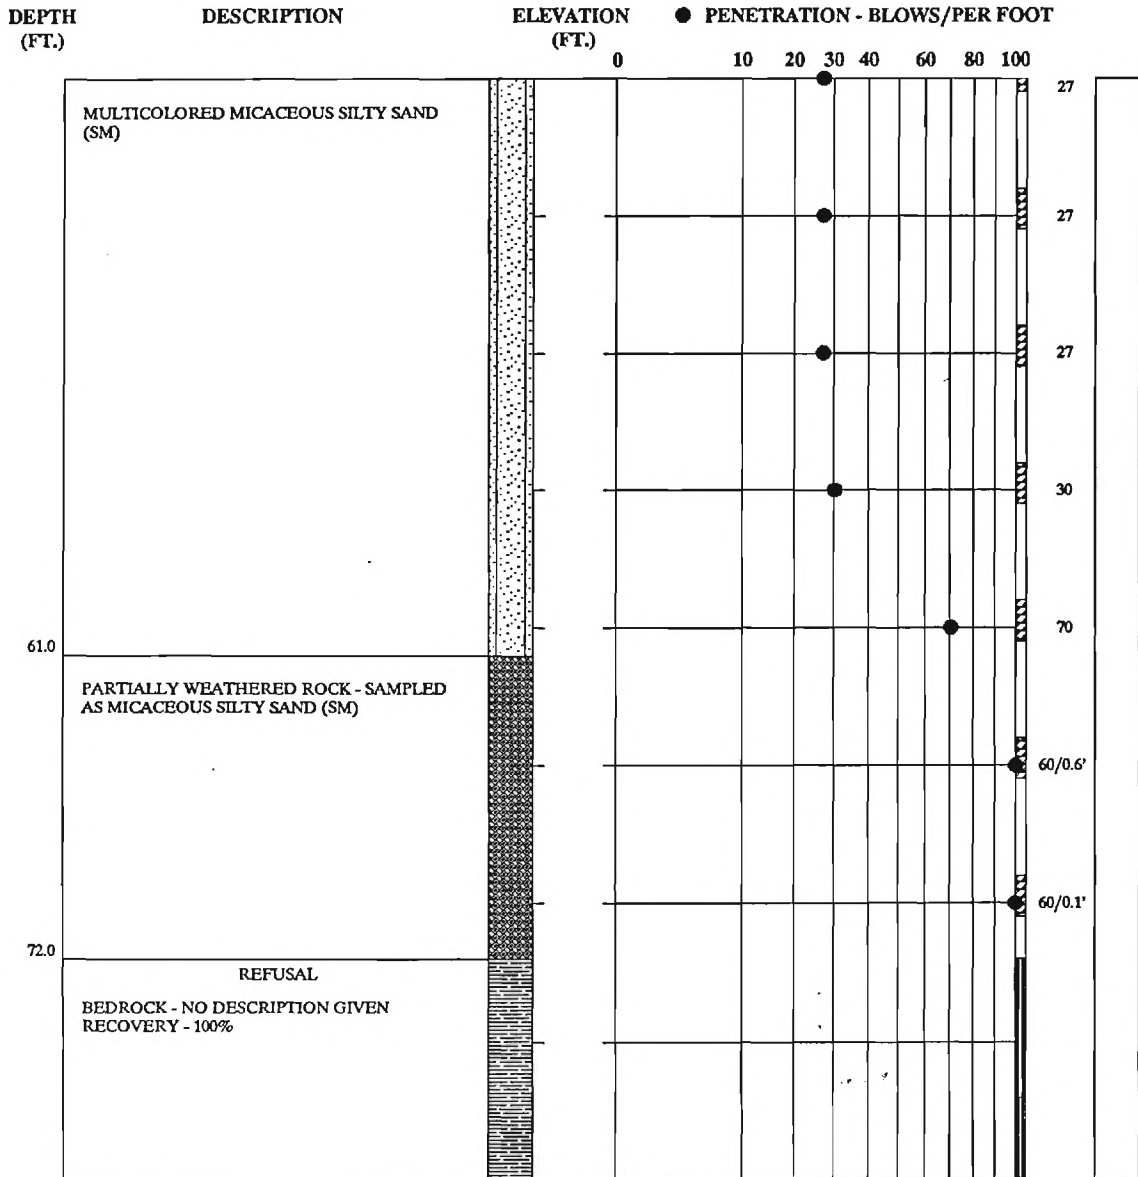 DEPTH DESCRIPTION ELEVATION ● PENETRATION - BLOWS/PER FOOT
(FT.) (FT.)
0 10 20 30 40 60 80 100
27
MULTICOLORED MICACEOUS SILTY SAND
(SM)
27
27
30
70
61.0
PARTIALLY WEATHERED ROCK - SAMPLED
AS MICACEOUS SILTY SAND (SM)
60/0.6'
60/0.1'
72.0
REFUSAL
BEDROCK - NO DESCRIPTION GIVEN
RECOVERY - 100%